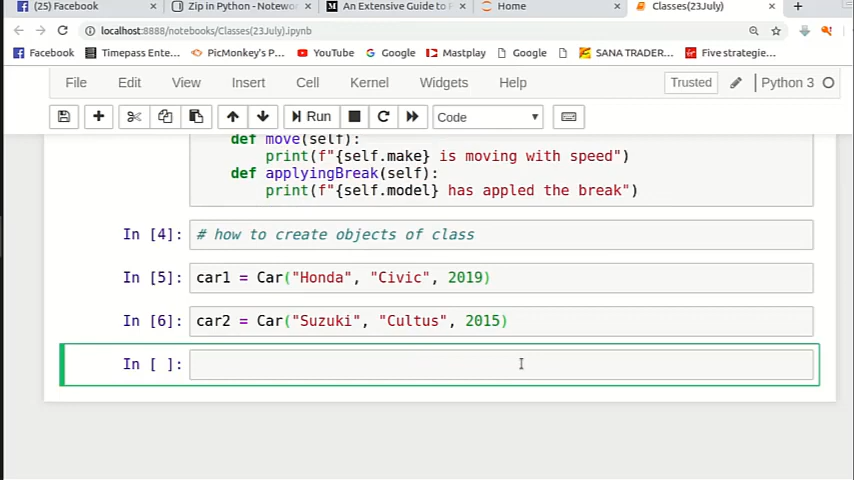 (25) Facebook × Zip in Python - Notewo × An Extensive Guide to × Home × Classes(23July) × +
localhost:8888/notebooks/Classes(23July).ipynb
Facebook Timepass Ente... PicMonkey's P... YouTube Google Mastplay Google SANA TRADER... Five strategie...
File Edit View Insert Cell Kernel Widgets Help Trusted Python 3
Run Code
def move(self):
print(f"{self.make} is moving with speed")
def applyingBreak(self):
print(f"{self.model} has appled the break")
In [4]: # how to create objects of class
In [5]: car1 = Car("Honda", "Civic", 2019)
In [6]: car2 = Car("Suzuki", "Cultus", 2015)
In [ ]: